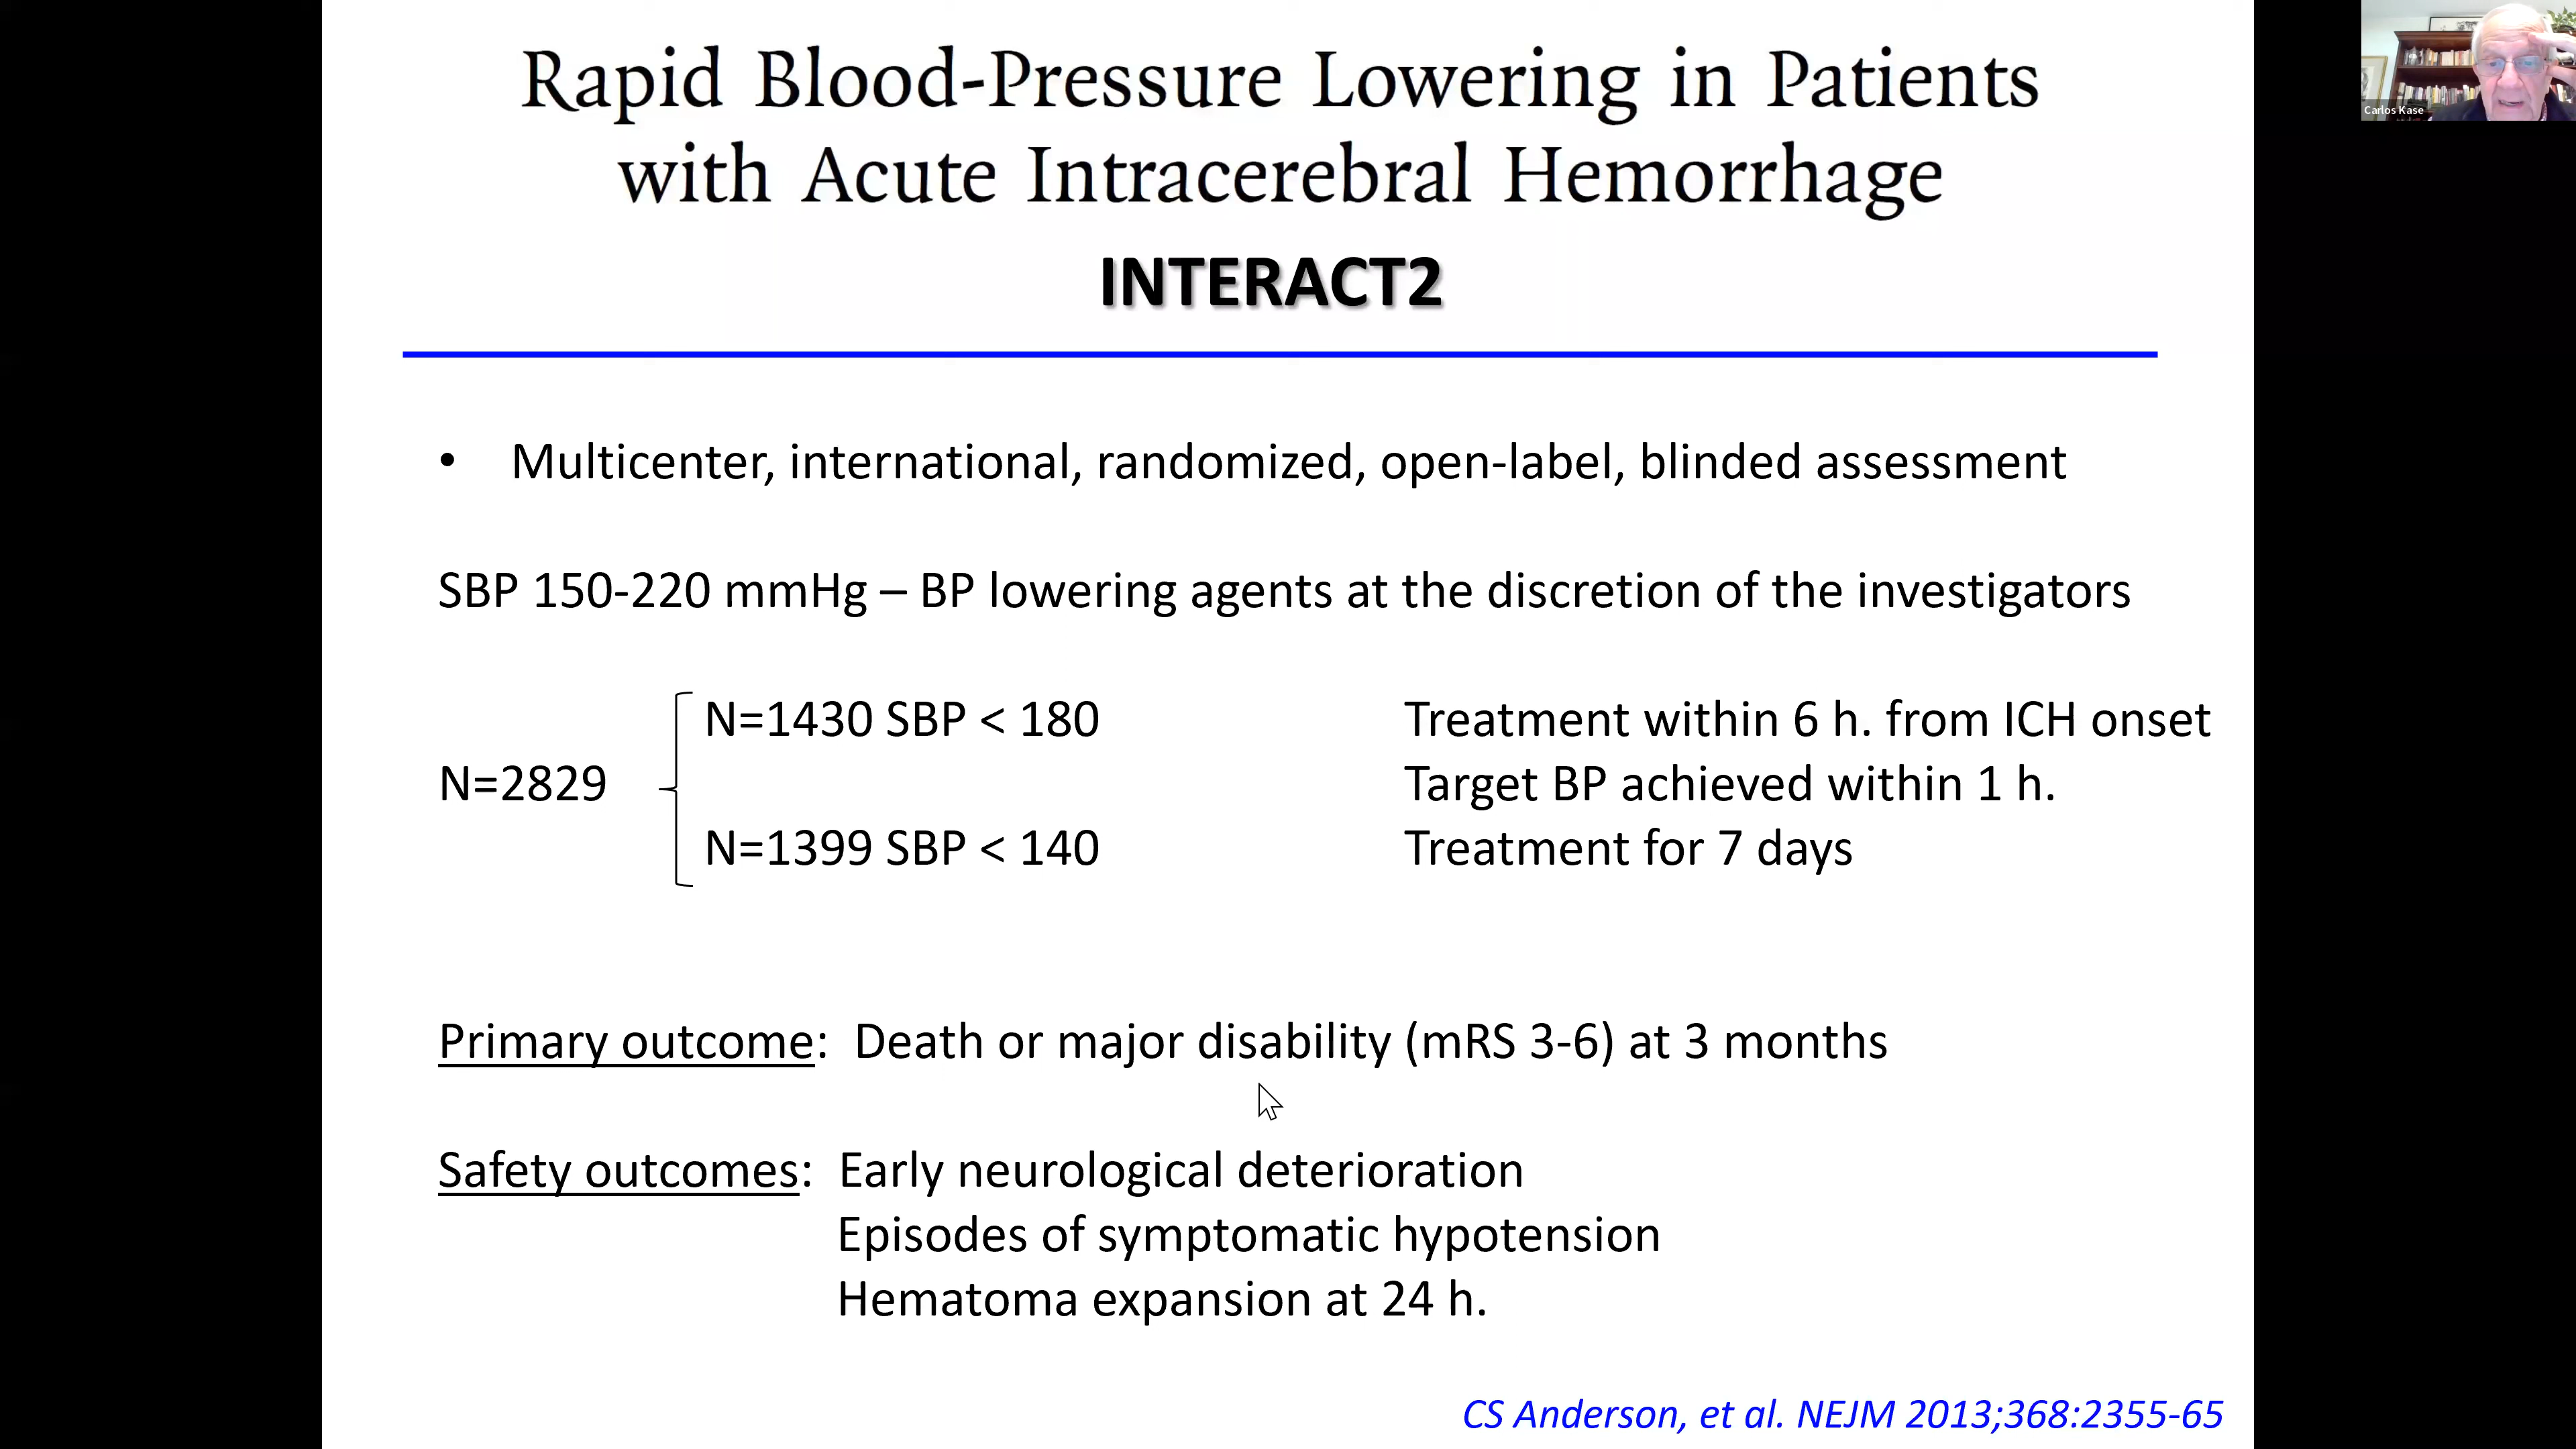 Rapid Blood-Pressure Lowering in Patients
with Acute Intracerebral Hemorrhage
INTERACT2
Carlos Kase
• Multicenter, international, randomized, open-label, blinded assessment
SBP 150-220 mmHg – BP lowering agents at the discretion of the investigators
N=1430 SBP < 180 Treatment within 6 h. from ICH onset
N=2829 Target BP achieved within 1 h.
N=1399 SBP < 140 Treatment for 7 days
Primary outcome: Death or major disability (mRS 3-6) at 3 months
Safety outcomes: Early neurological deterioration
Episodes of symptomatic hypotension
Hematoma expansion at 24 h.
CS Anderson, et al. NEJM 2013;368:2355-65